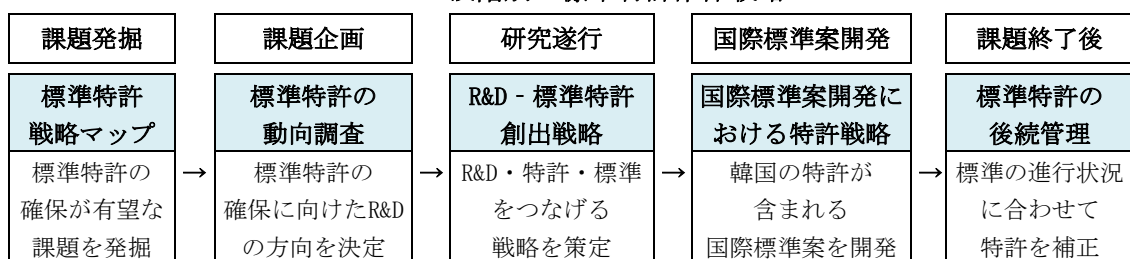 課題発掘
標準特許
戦略マップ
標準特許の
確保が有望な
課題を発掘
→
課題企画
標準特許の
動向調査
標準特許の
確保に向けたR&D
の方向を決定
→
研究遂行
R&D‐標準特許
創出戦略
R&D・特許・標準
をつなげる
戦略を策定
→
国際標準案開発
国際標準案開発に
おける特許戦略
韓国の特許が
含まれる
国際標準案を開発
→
課題終了後
標準特許の
後続管理
標準の進行状況
に合わせて
特許を補正